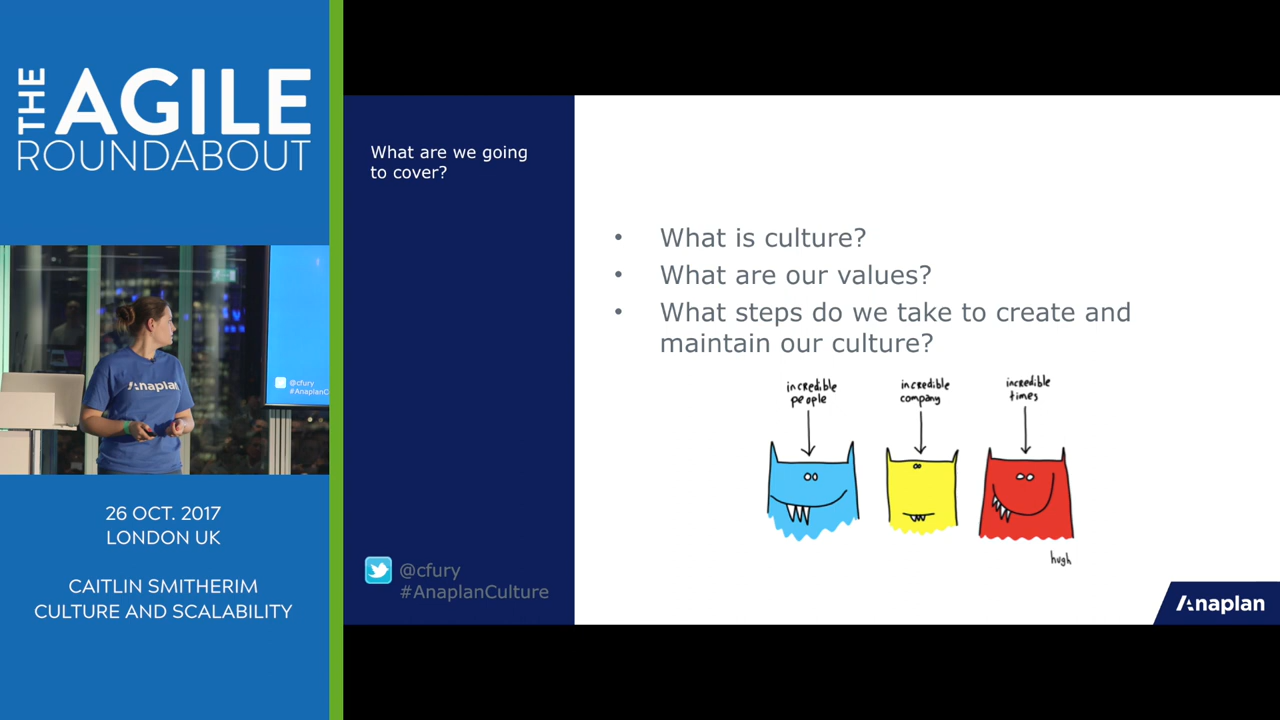 THE AGILE
ROUNDABOUT
Anaplan
@cfury
#AnaplanCu
26 OCT. 2017
LONDON UK
CAITLIN SMITHERIM
CULTURE AND SCALABILITY
What are we going
to cover?
• What is culture?
• What are our values?
• What steps do we take to create and
maintain our culture?
incredible
people
incredible
company
incredible
times
hugh
@cfury
#AnaplanCulture
Anaplan